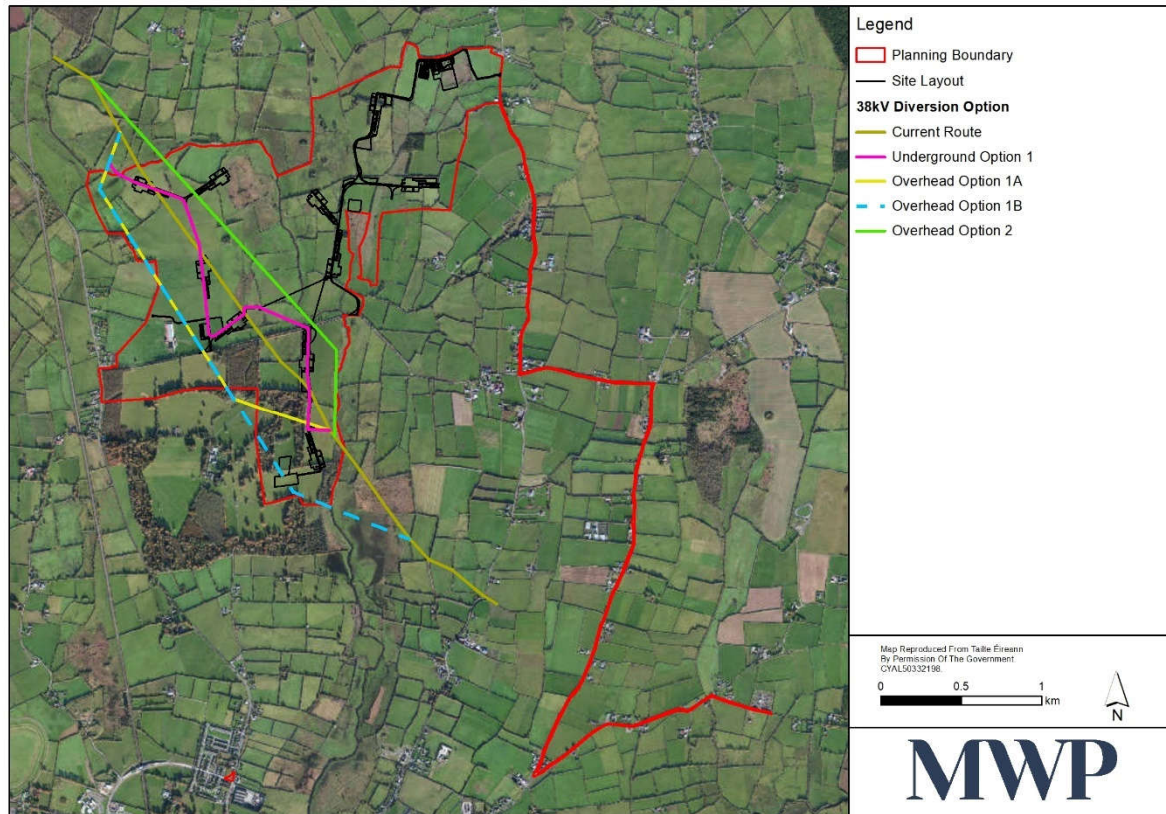 Legend
Planning Boundary
Site Layout
38kV Diversion Option
Current Route
Underground Option 1
Overhead Option 1A
Overhead Option 1B
Overhead Option 2
Map Reproduced From Tailte Éireann
By Permission Of The Government
CYAL50332198.
0 0.5 1
km
N
MWP